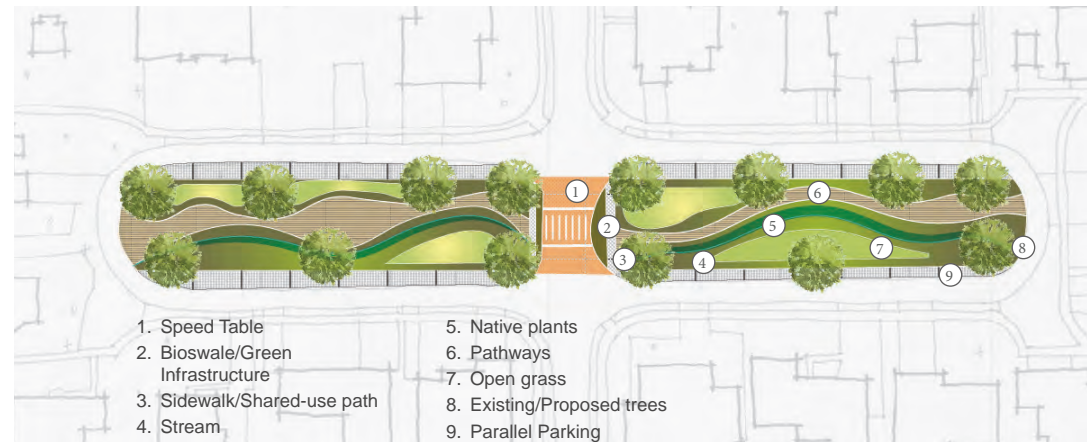 1
6
2
5
3
7
4
8
9
1. Speed Table
2. Bioswale/Green
Infrastructure
3. Sidewalk/Shared-use path
4. Stream
5. Native plants
6. Pathways
7. Open grass
8. Existing/Proposed trees
9. Parallel Parking